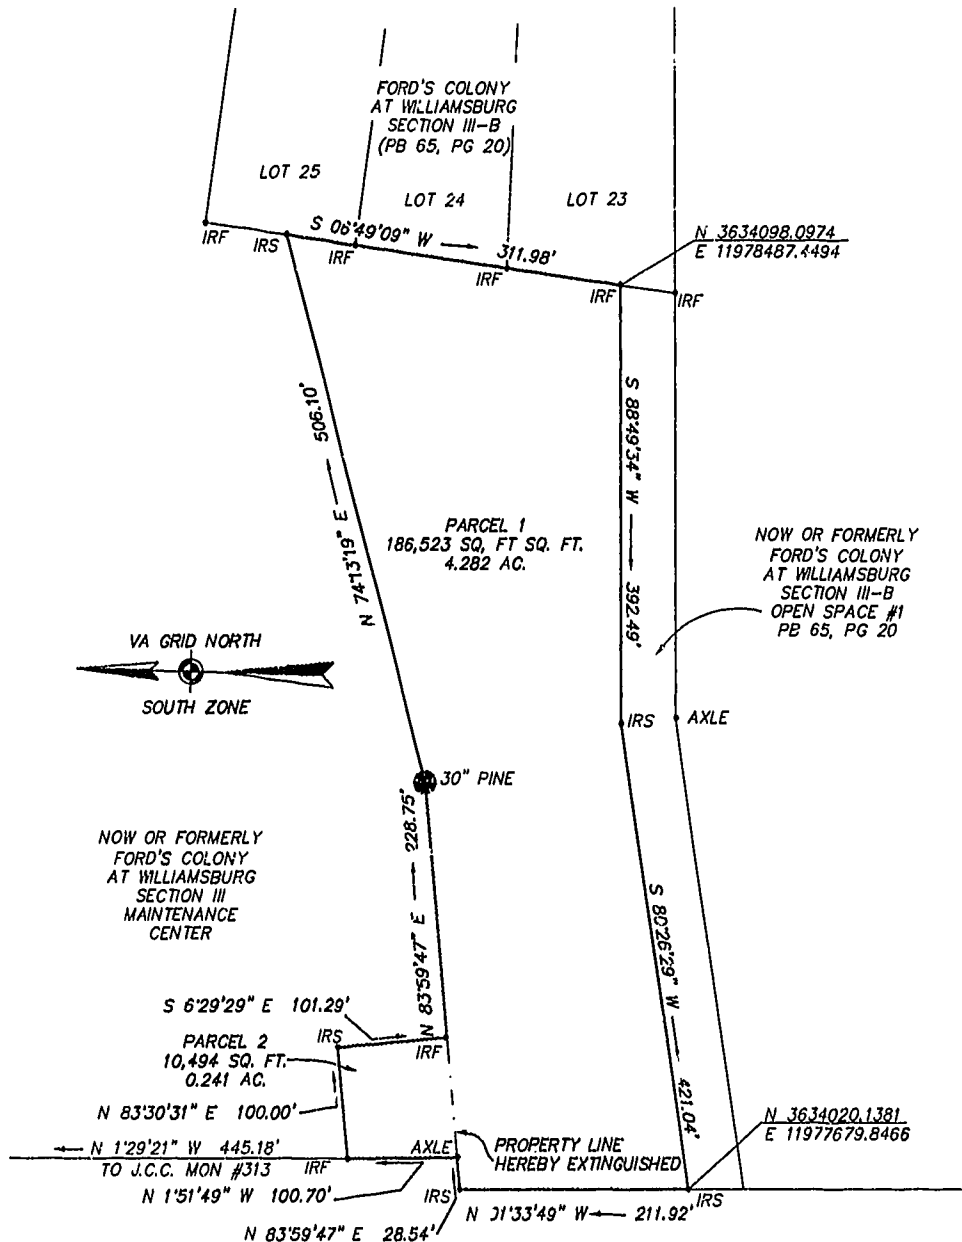 FORD'S COLONY
AT WILLIAMSBURG
SECTION III-B
(PB 65, PG 20)
LOT 25
LOT 24
LOT 23
S 06°49'09" W
311.98'
IRF
IRS
IRF
IRF
IRF
IRF
N 3634098.0974
E 11978487.4494
N 74°13'19" E
506.10'
S 88°49'34" W
392.49'
PARCEL 1
186,523 SQ, FT SQ. FT.
4.282 AC.
NOW OR FORMERLY
FORD'S COLONY
AT WILLIAMSBURG
SECTION III-B
OPEN SPACE #1
PB 65, PG 20
VA GRID NORTH
SOUTH ZONE
IRS
AXLE
30" PINE
NOW OR FORMERLY
FORD'S COLONY
AT WILLIAMSBURG
SECTION III
MAINTENANCE
CENTER
N 83°59'47" E
228.75'
S 80°26'29" W
421.04'
S 6°29'29" E 101.29'
IRS
IRF
PARCEL 2
10,494 SQ. FT.
0.241 AC.
N 83°30'31" E 100.00'
N 1°29'21" W 445.18'
TO J.C.C. MON #313
IRF
AXLE
PROPERTY LINE
HEREBY EXTINGUISHED
N 3634020.1381
E 11977679.8466
N 1°51'49" W 100.70'
IRS
IRS
N 01°33'49" W
211.92'
N 83°59'47" E 28.54'